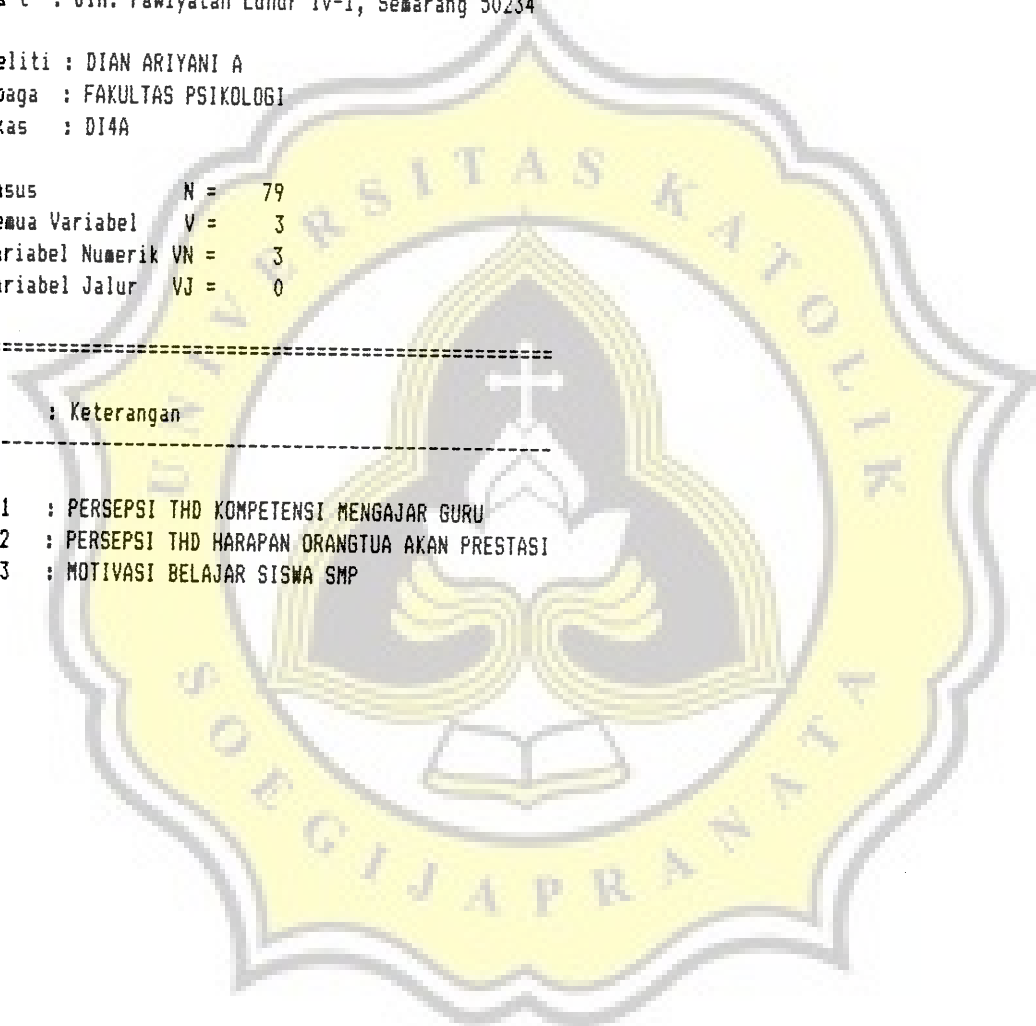 : Jln. Pawiyatan Luhur IV-1, Semarang 50234
eliti : DIAN ARIYANI A
baga : FAKULTAS PSIKOLOGI
kas : DI4A
asus N = 79
emua Variabel V = 3
ariabel Numerik VN = 3
ariabel Jalur VJ = 0
: Keterangan
1 : PERSEPSI THD KOMPETENSI MENGAJAR GURU
2 : PERSEPSI THD HARAPAN ORANGTUA AKAN PRESTASI
3 : MOTIVASI BELAJAR SISWA SMP
UNIVERSITAS KATOLIK
SOEGIJAPRANATA